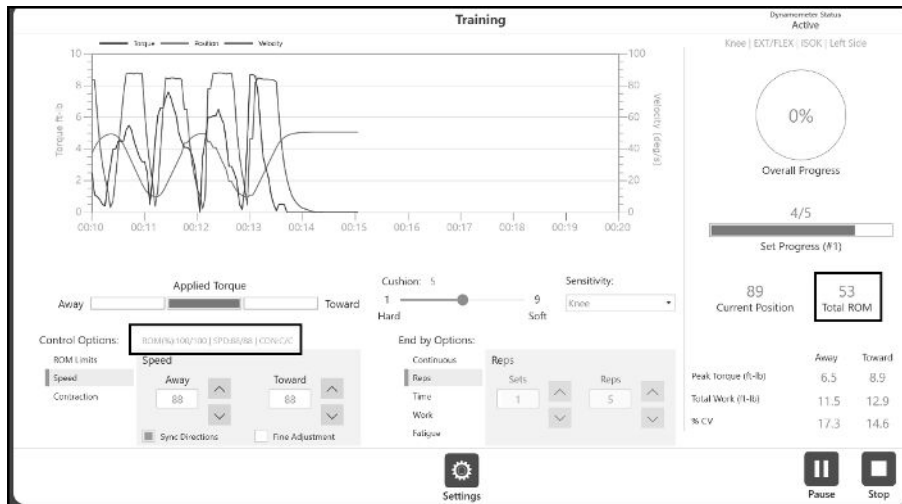 Training
Dynamometer Status
Active
Knee | EXT/FLEX | ISOK | Left Side
Torque Position Velocity
10
8
6
4
2
0
Torque ft-lb
100
80
60
40
20
0
Velocity (deg/s)
00:10 00:11 00:12 00:13 00:14 00:15 00:16 00:17 00:18 00:19 00:20
0%
Overall Progress
4/5
Set Progress (#1)
89 53
Current Position Total ROM
Applied Torque
Away Toward
Cushion: 5
1 9
Hard Soft
Sensitivity:
Knee
Control Options: ROM(%):100/100 | SPD:88/88 | CON:C/C
ROM Limits
Speed
Contraction
Speed
Away Toward
88 88
Sync Directions Fine Adjustment
End by Options:
Continuous
Reps
Time
Work
Fatigue
Reps
Sets Reps
1 5
Away Toward
Peak Torque (ft-lb) 6.5 8.9
Total Work (ft-lb) 11.5 12.9
% CV 17.3 14.6
Settings
Pause Stop